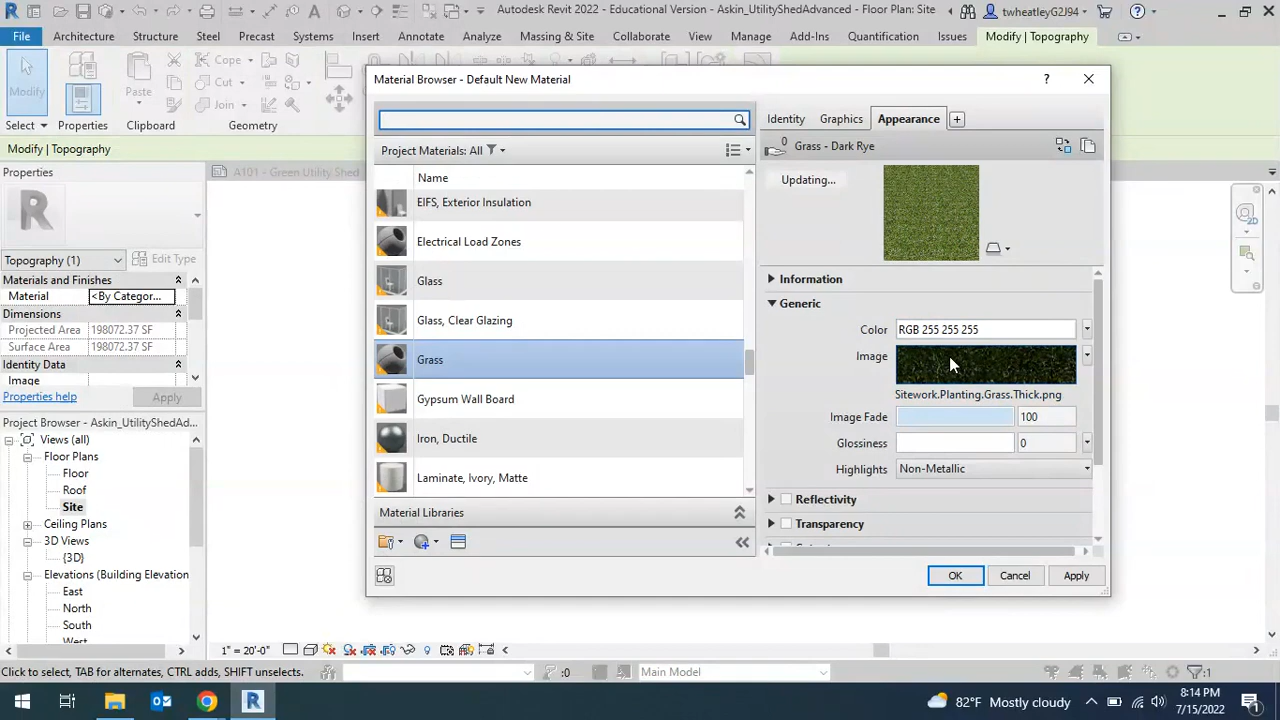 Autodesk Revit 2022 - Educational Version - Askin_UtilityShedAdvanced - Floor Plan: Site
twheatleyG2J94
File Architecture Structure Steel Precast Systems Insert Annotate Analyze Massing & Site Collaborate View Manage Add-Ins Quantification Issues Modify | Topography
Modify
Paste
Cope
Cut
Join
Select Properties Clipboard Geometry
Modify | Topography
Properties
A101 - Green Utility Shed
Topography (1) Edit Type
Materials and Finishes
Material <By Categor...
Dimensions
Projected Area 198072.37 SF
Surface Area 198072.37 SF
Identity Data
Image
Properties help Apply
Project Browser - Askin_UtilityShedAd...
Views (all)
Floor Plans
Floor
Roof
Site
Ceiling Plans
3D Views
{3D}
Elevations (Building Elevation
East
North
South
West
Material Browser - Default New Material
?
Project Materials: All
Name
EIFS, Exterior Insulation
Electrical Load Zones
Glass
Glass, Clear Glazing
Grass
Gypsum Wall Board
Iron, Ductile
Laminate, Ivory, Matte
Material Libraries
Identity Graphics Appearance +
0 Grass - Dark Rye
Updating...
Information
Generic
Color RGB 255 255 255
Image
Sitework.Planting.Grass.Thick.png
Image Fade 100
Glossiness 0
Highlights Non-Metallic
Reflectivity
Transparency
OK Cancel Apply
2D
1" = 20'-0"
Click to select, TAB for alternates, CTRL adds, SHIFT unselects.
:0
Main Model
:1
82°F Mostly cloudy
8:14 PM
7/15/2022
1